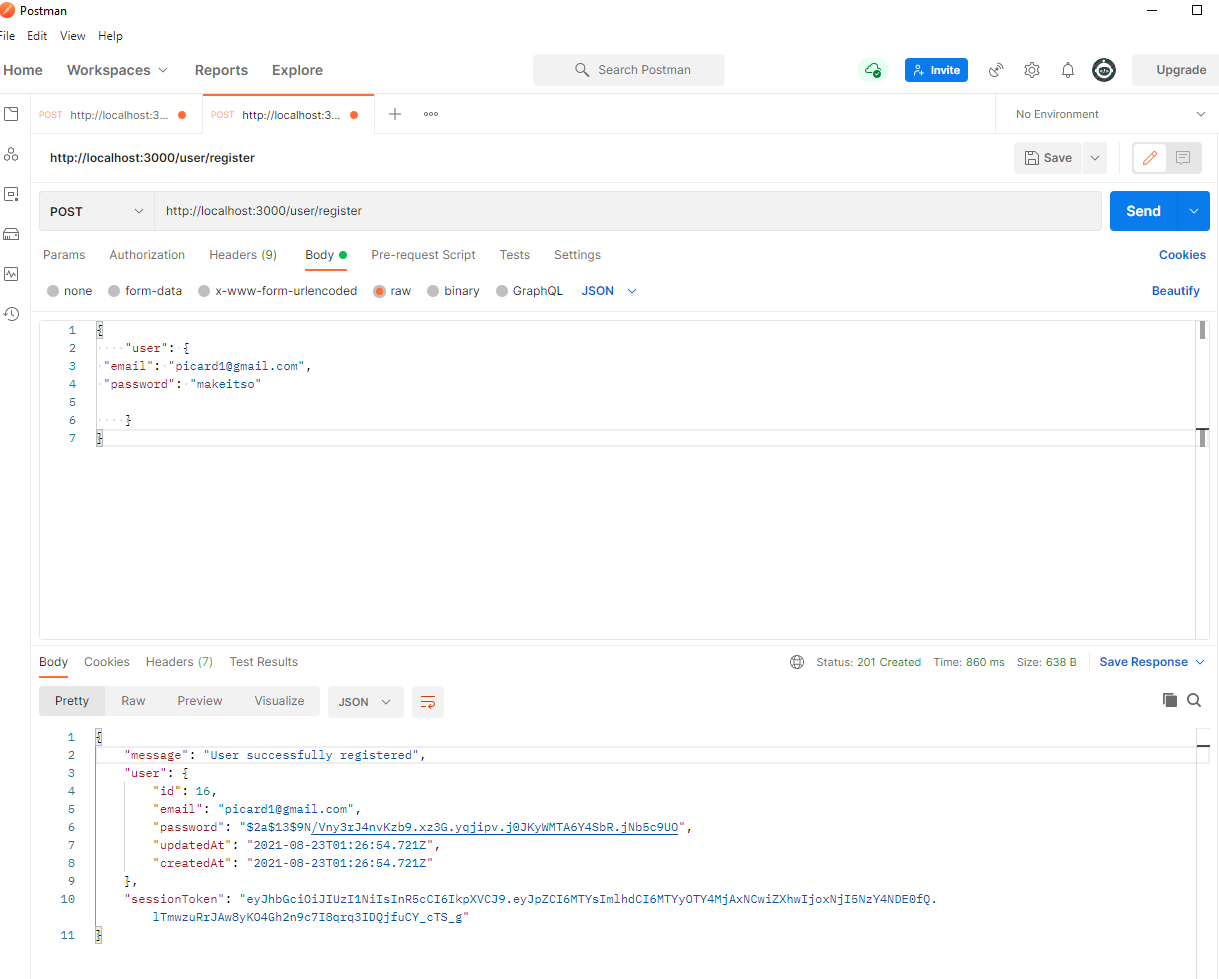 Postman
File Edit View Help
Home Workspaces Reports Explore Search Postman Invite Upgrade
POST http://localhost:3... POST http://localhost:3... No Environment
http://localhost:3000/user/register Save
POST http://localhost:3000/user/register Send
Params Authorization Headers (9) Body Pre-request Script Tests Settings Cookies
none form-data x-www-form-urlencoded raw binary GraphQL JSON Beautify
1 {
2 "user": {
3 "email": "picard1@gmail.com",
4 "password": "makeitso"
5
6 }
7 }
Body Cookies Headers (7) Test Results Status: 201 Created Time: 860 ms Size: 638 B Save Response
Pretty Raw Preview Visualize JSON
1 {
2 "message": "User successfully registered",
3 "user": {
4 "id": 16,
5 "email": "picard1@gmail.com",
6 "password": "$2a$13$9N/Vny3rJ4nvKzb9.xz3G.yqjipv.j0JKyWMTA6Y4SbR.jNb5c9UO",
7 "updatedAt": "2021-08-23T01:26:54.721Z",
8 "createdAt": "2021-08-23T01:26:54.721Z"
9 },
10 "sessionToken": "eyJhbGciOiJIUzI1NiIsInR5cCI6IkpXVCJ9.eyJpZCI6MTYsImlhdCI6MTYyOTY4MjAxNCwiZXhwIjoxNjI5NzY4NDE0fQ.
lTmwzuRrJAw8yKO4Gh2n9c7I8qrq3IDQjfuCY_cTS_g"
11 }